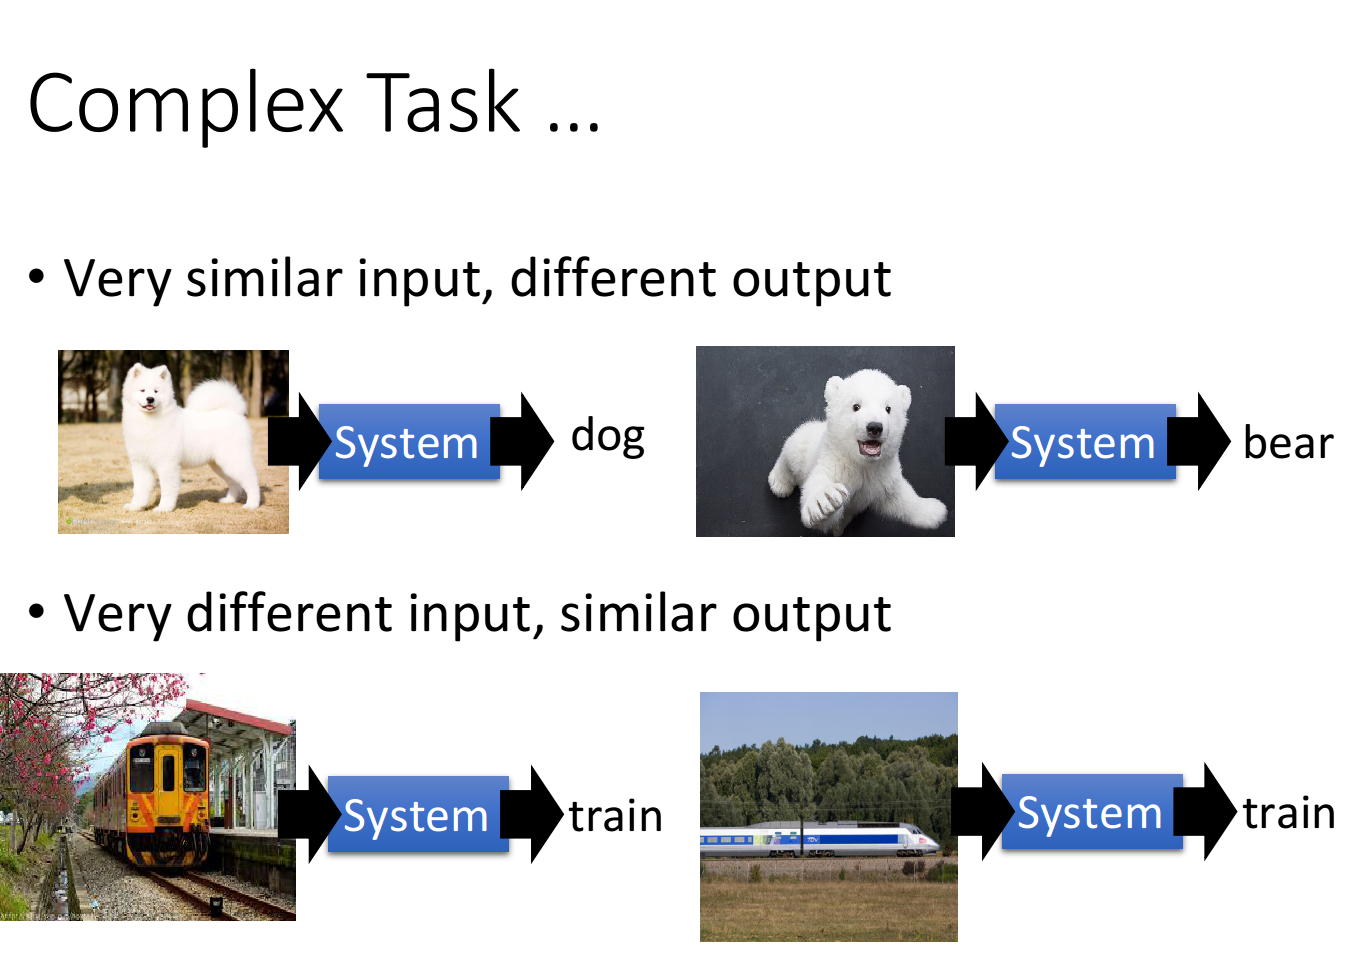 Complex Task ...
• Very similar input, different output
System
dog
System
bear
• Very different input, similar output
System
train
System
train